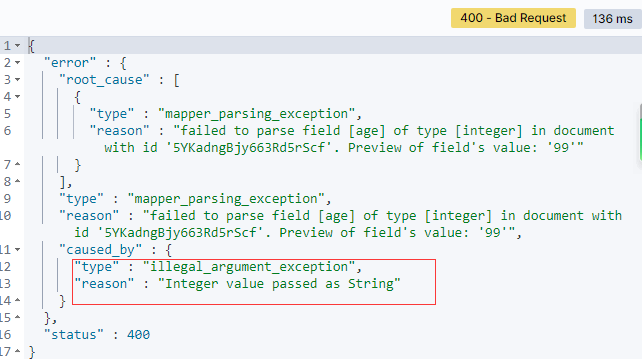 400 - Bad Request
136 ms
1 {
2 "error" : {
3 "root_cause" : [
4 {
5 "type" : "mapper_parsing_exception",
6 "reason" : "failed to parse field [age] of type [integer] in document
with id '5YKadngBjy663Rd5rScf'. Preview of field's value: '99'"
7 }
8 ],
9 "type" : "mapper_parsing_exception",
10 "reason" : "failed to parse field [age] of type [integer] in document with
id '5YKadngBjy663Rd5rScf'. Preview of field's value: '99'",
11 "caused_by" : {
12 "type" : "illegal_argument_exception",
13 "reason" : "Integer value passed as String"
14 }
15 },
16 "status" : 400
17 }